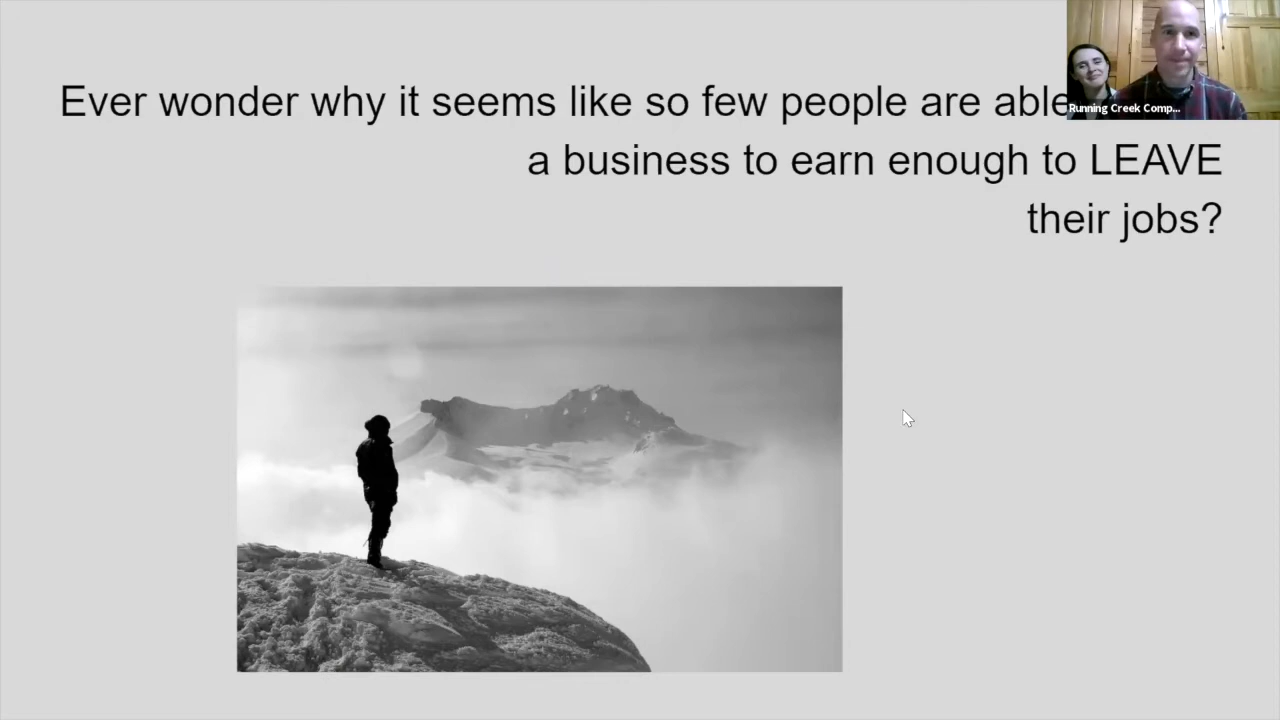 Ever wonder why it seems like so few people are able
a business to earn enough to LEAVE
their jobs?
Running Creek Comp...